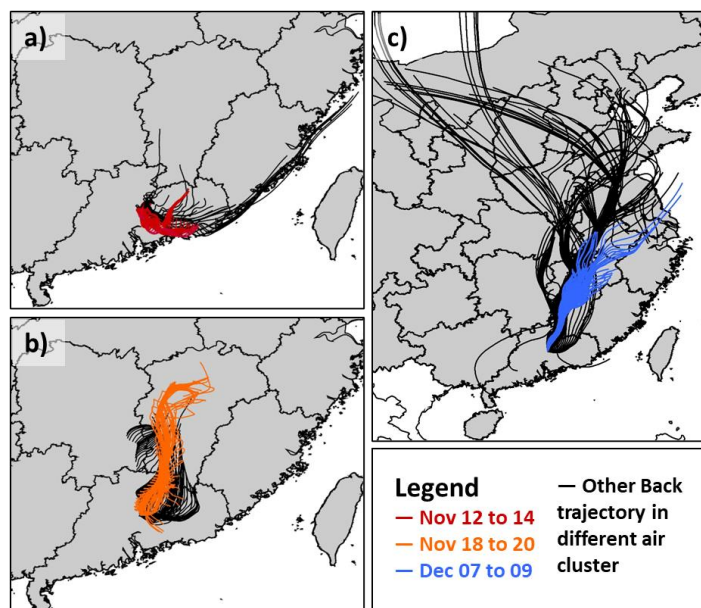 a)
b)
c)
Legend
— Nov 12 to 14
— Nov 18 to 20
— Dec 07 to 09
— Other Back
trajectory in
different air
cluster